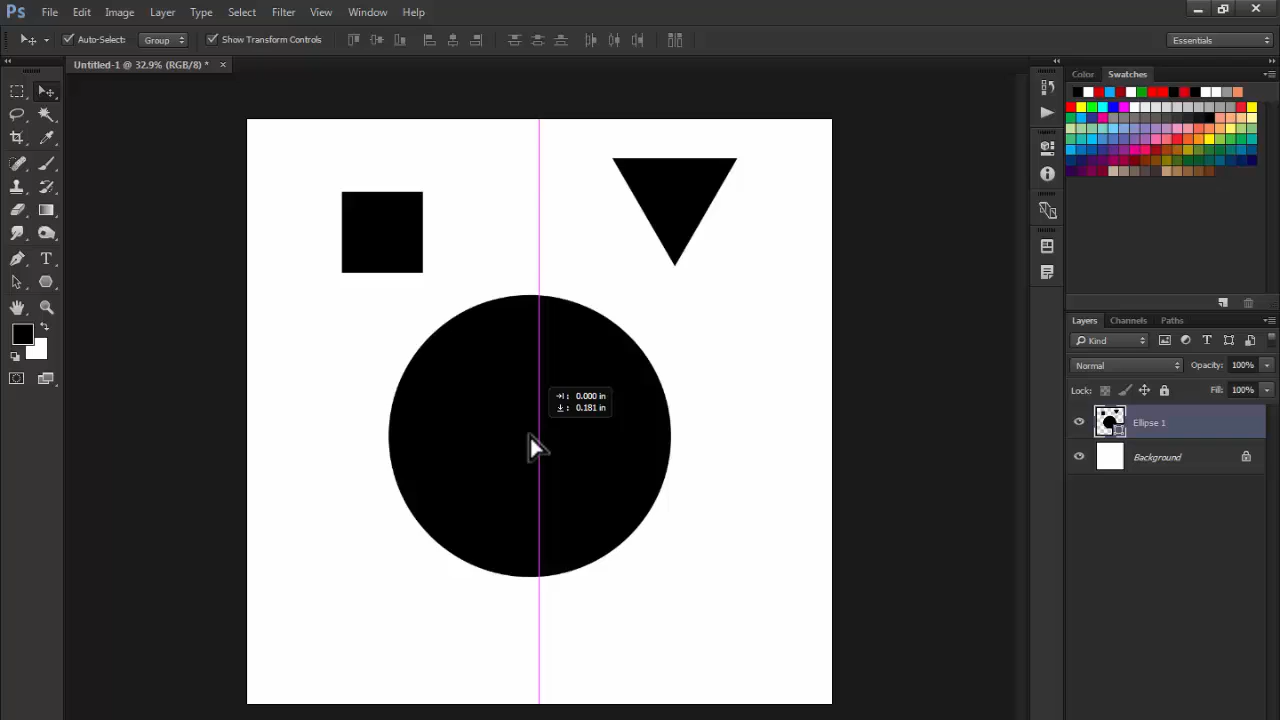 Ps File Edit Image Layer Type Select Filter View Window Help
Auto-Select: Group Show Transform Controls Essentials
Untitled-1 @ 32.9% (RGB/8) * ×
Color Swatches
0.000 in
0.181 in
Layers Channels Paths
Kind
Normal Opacity: 100%
Lock: Fill: 100%
Ellipse 1
Background